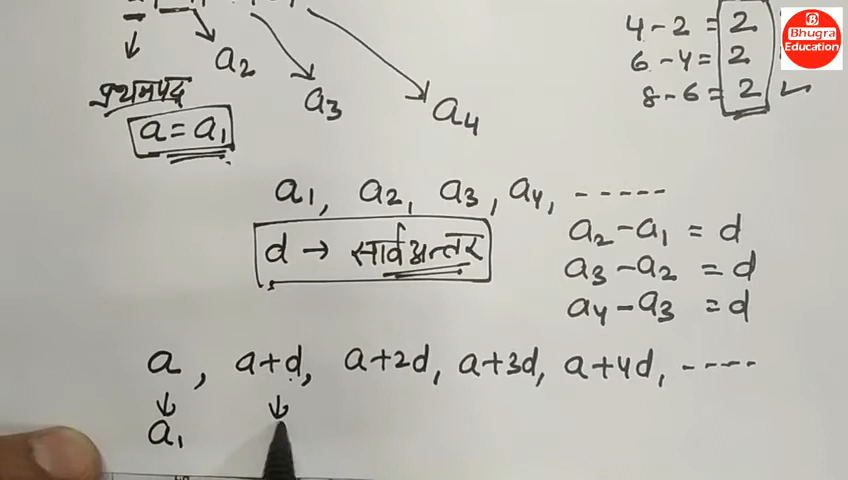 4-2 = 2
6-4 = 2
8-6 = 2
Bhugra
Education
a2
a3
a4
प्रथमपद
a = a1
a1, a2, a3, a4, -----
d → सार्वअन्तर
a2-a1 = d
a3-a2 = d
a4-a3 = d
a, a+d, a+2d, a+3d, a+4d, ----
a1